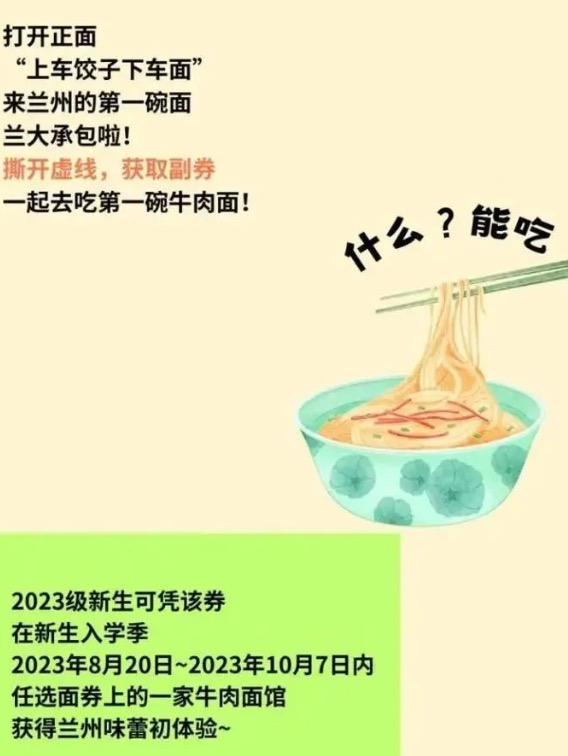 打开正面
“上车饺子下车面”
来兰州的第一碗面
兰大承包啦！
撕开虚线，获取副券
一起去吃第一碗牛肉面！
什么？能吃
2023级新生可凭该券
在新生入学季
2023年8月20日~2023年10月7日内
任选面券上的一家牛肉面馆
获得兰州味蕾初体验~